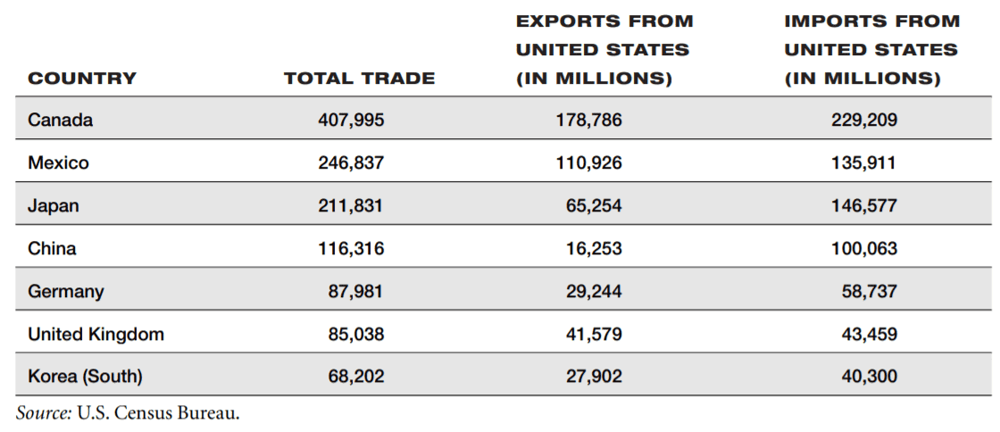 EXPORTS FROM IMPORTS FROM
UNITED STATES UNITED STATES
COUNTRY TOTAL TRADE (IN MILLIONS) (IN MILLIONS)
Canada 407,995 178,786 229,209
Mexico 246,837 110,926 135,911
Japan 211,831 65,254 146,577
China 116,316 16,253 100,063
Germany 87,981 29,244 58,737
United Kingdom 85,038 41,579 43,459
Korea (South) 68,202 27,902 40,300
Source: U.S. Census Bureau.